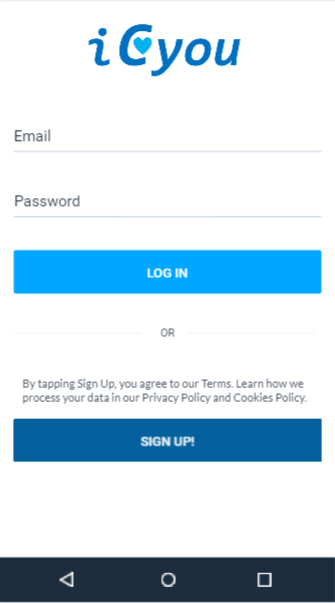 iCyou
Email
Password
LOG IN
OR
By tapping Sign Up, you agree to our Terms. Learn how we
process your data in our Privacy Policy and Cookies Policy.
SIGN UP!